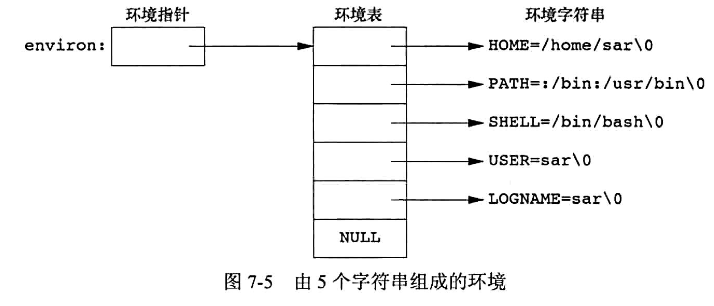 环境指针 环境表 环境字符串
environ: HOME=/home/sar\0
PATH=:/bin:/usr/bin\0
SHELL=/bin/bash\0
USER=sar\0
LOGNAME=sar\0
NULL
图 7-5 由 5 个字符串组成的环境